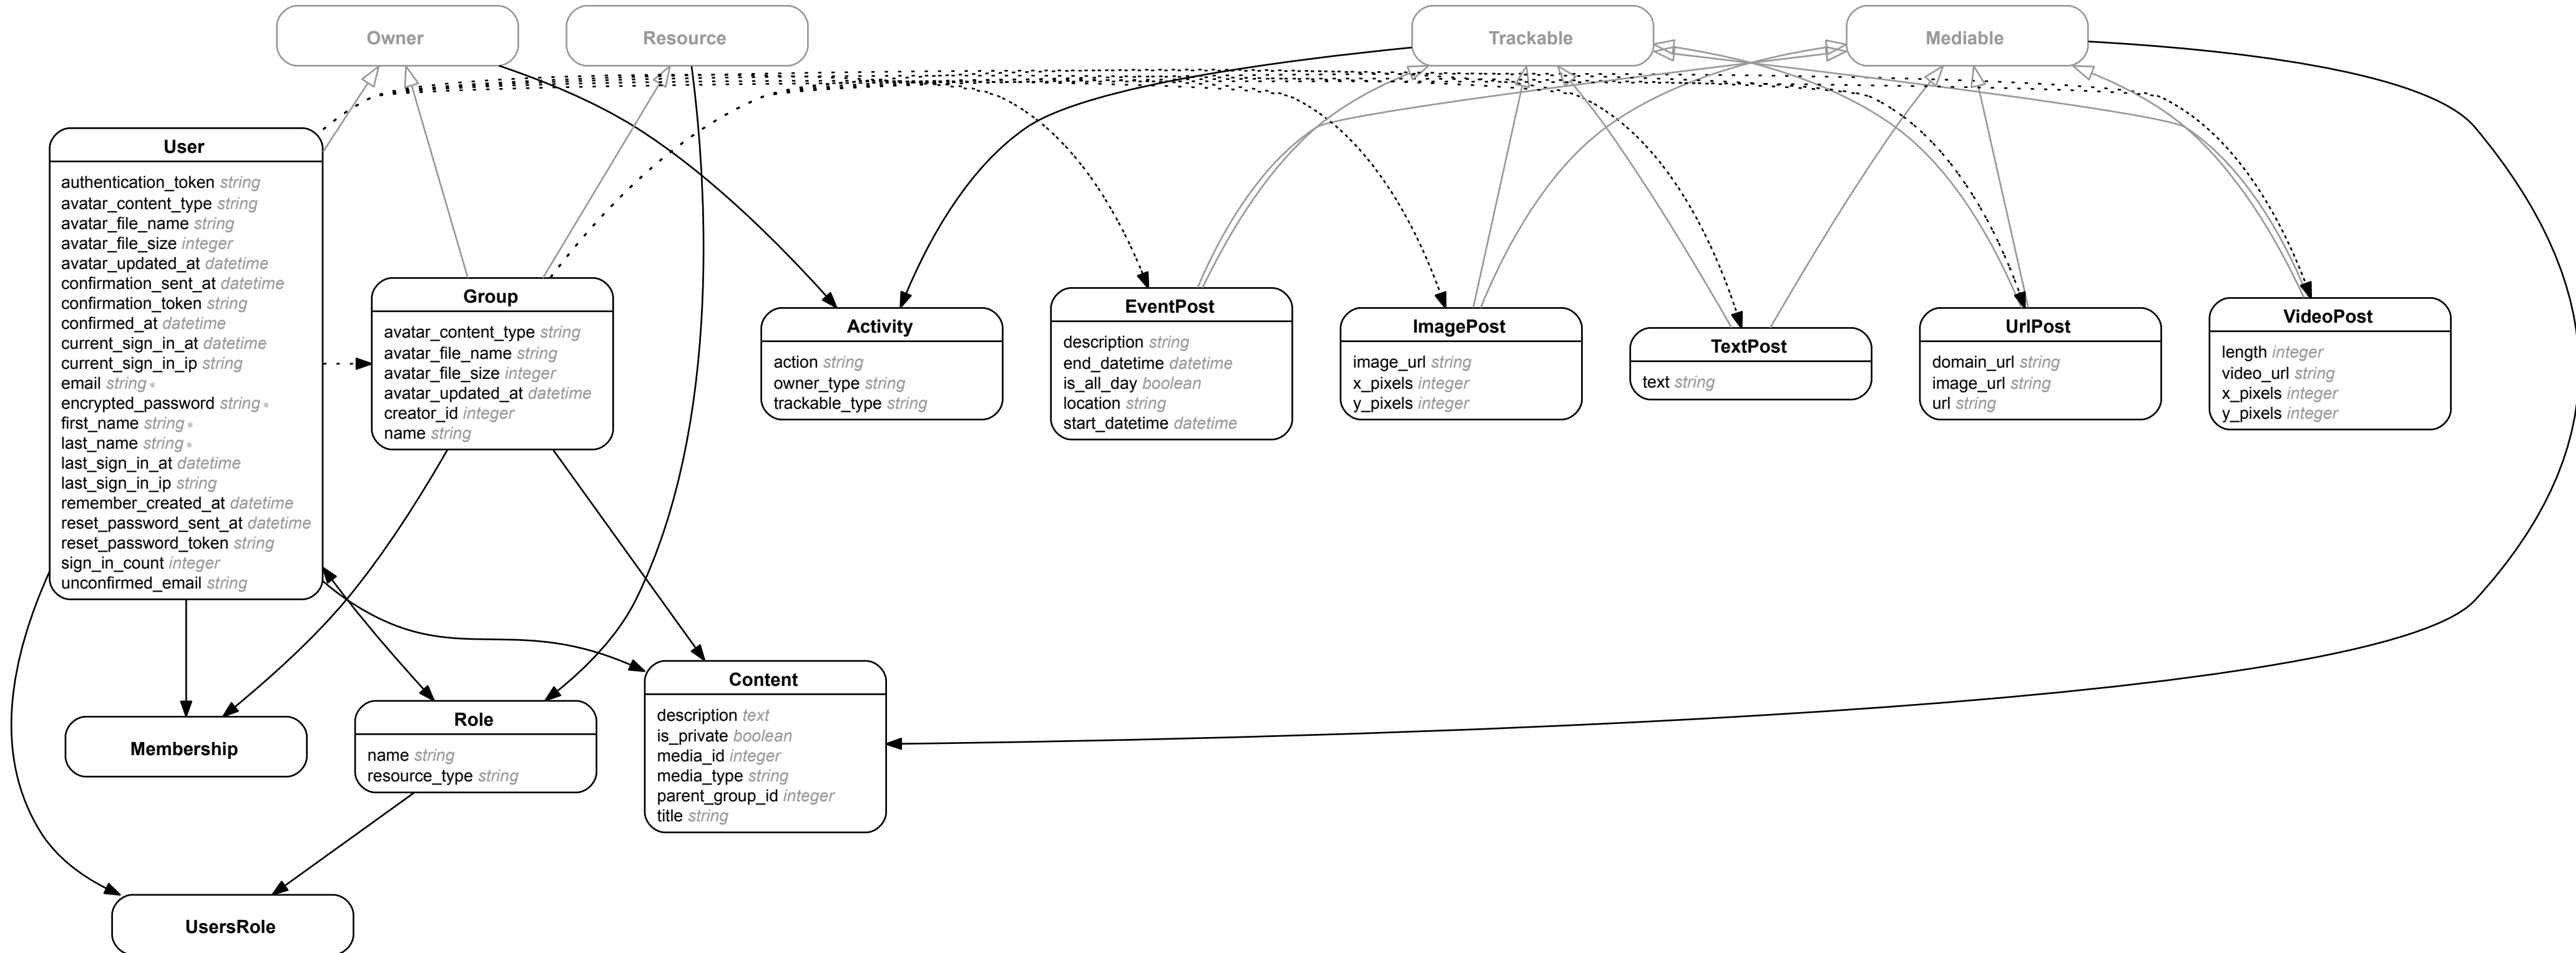 Owner
Resource
Trackable
Mediable
User
authentication_token string
avatar_content_type string
avatar_file_name string
avatar_file_size integer
avatar_updated_at datetime
confirmation_sent_at datetime
confirmation_token string
confirmed_at datetime
current_sign_in_at datetime
current_sign_in_ip string
email string *
encrypted_password string *
first_name string *
last_name string *
last_sign_in_at datetime
last_sign_in_ip string
remember_created_at datetime
reset_password_sent_at datetime
reset_password_token string
sign_in_count integer
unconfirmed_email string
Group
avatar_content_type string
avatar_file_name string
avatar_file_size integer
avatar_updated_at datetime
creator_id integer
name string
Activity
action string
owner_type string
trackable_type string
EventPost
description string
end_datetime datetime
is_all_day boolean
location string
start_datetime datetime
ImagePost
image_url string
x_pixels integer
y_pixels integer
TextPost
text string
UrlPost
domain_url string
image_url string
url string
VideoPost
length integer
video_url string
x_pixels integer
y_pixels integer
Membership
Role
name string
resource_type string
Content
description text
is_private boolean
media_id integer
media_type string
parent_group_id integer
title string
UsersRole